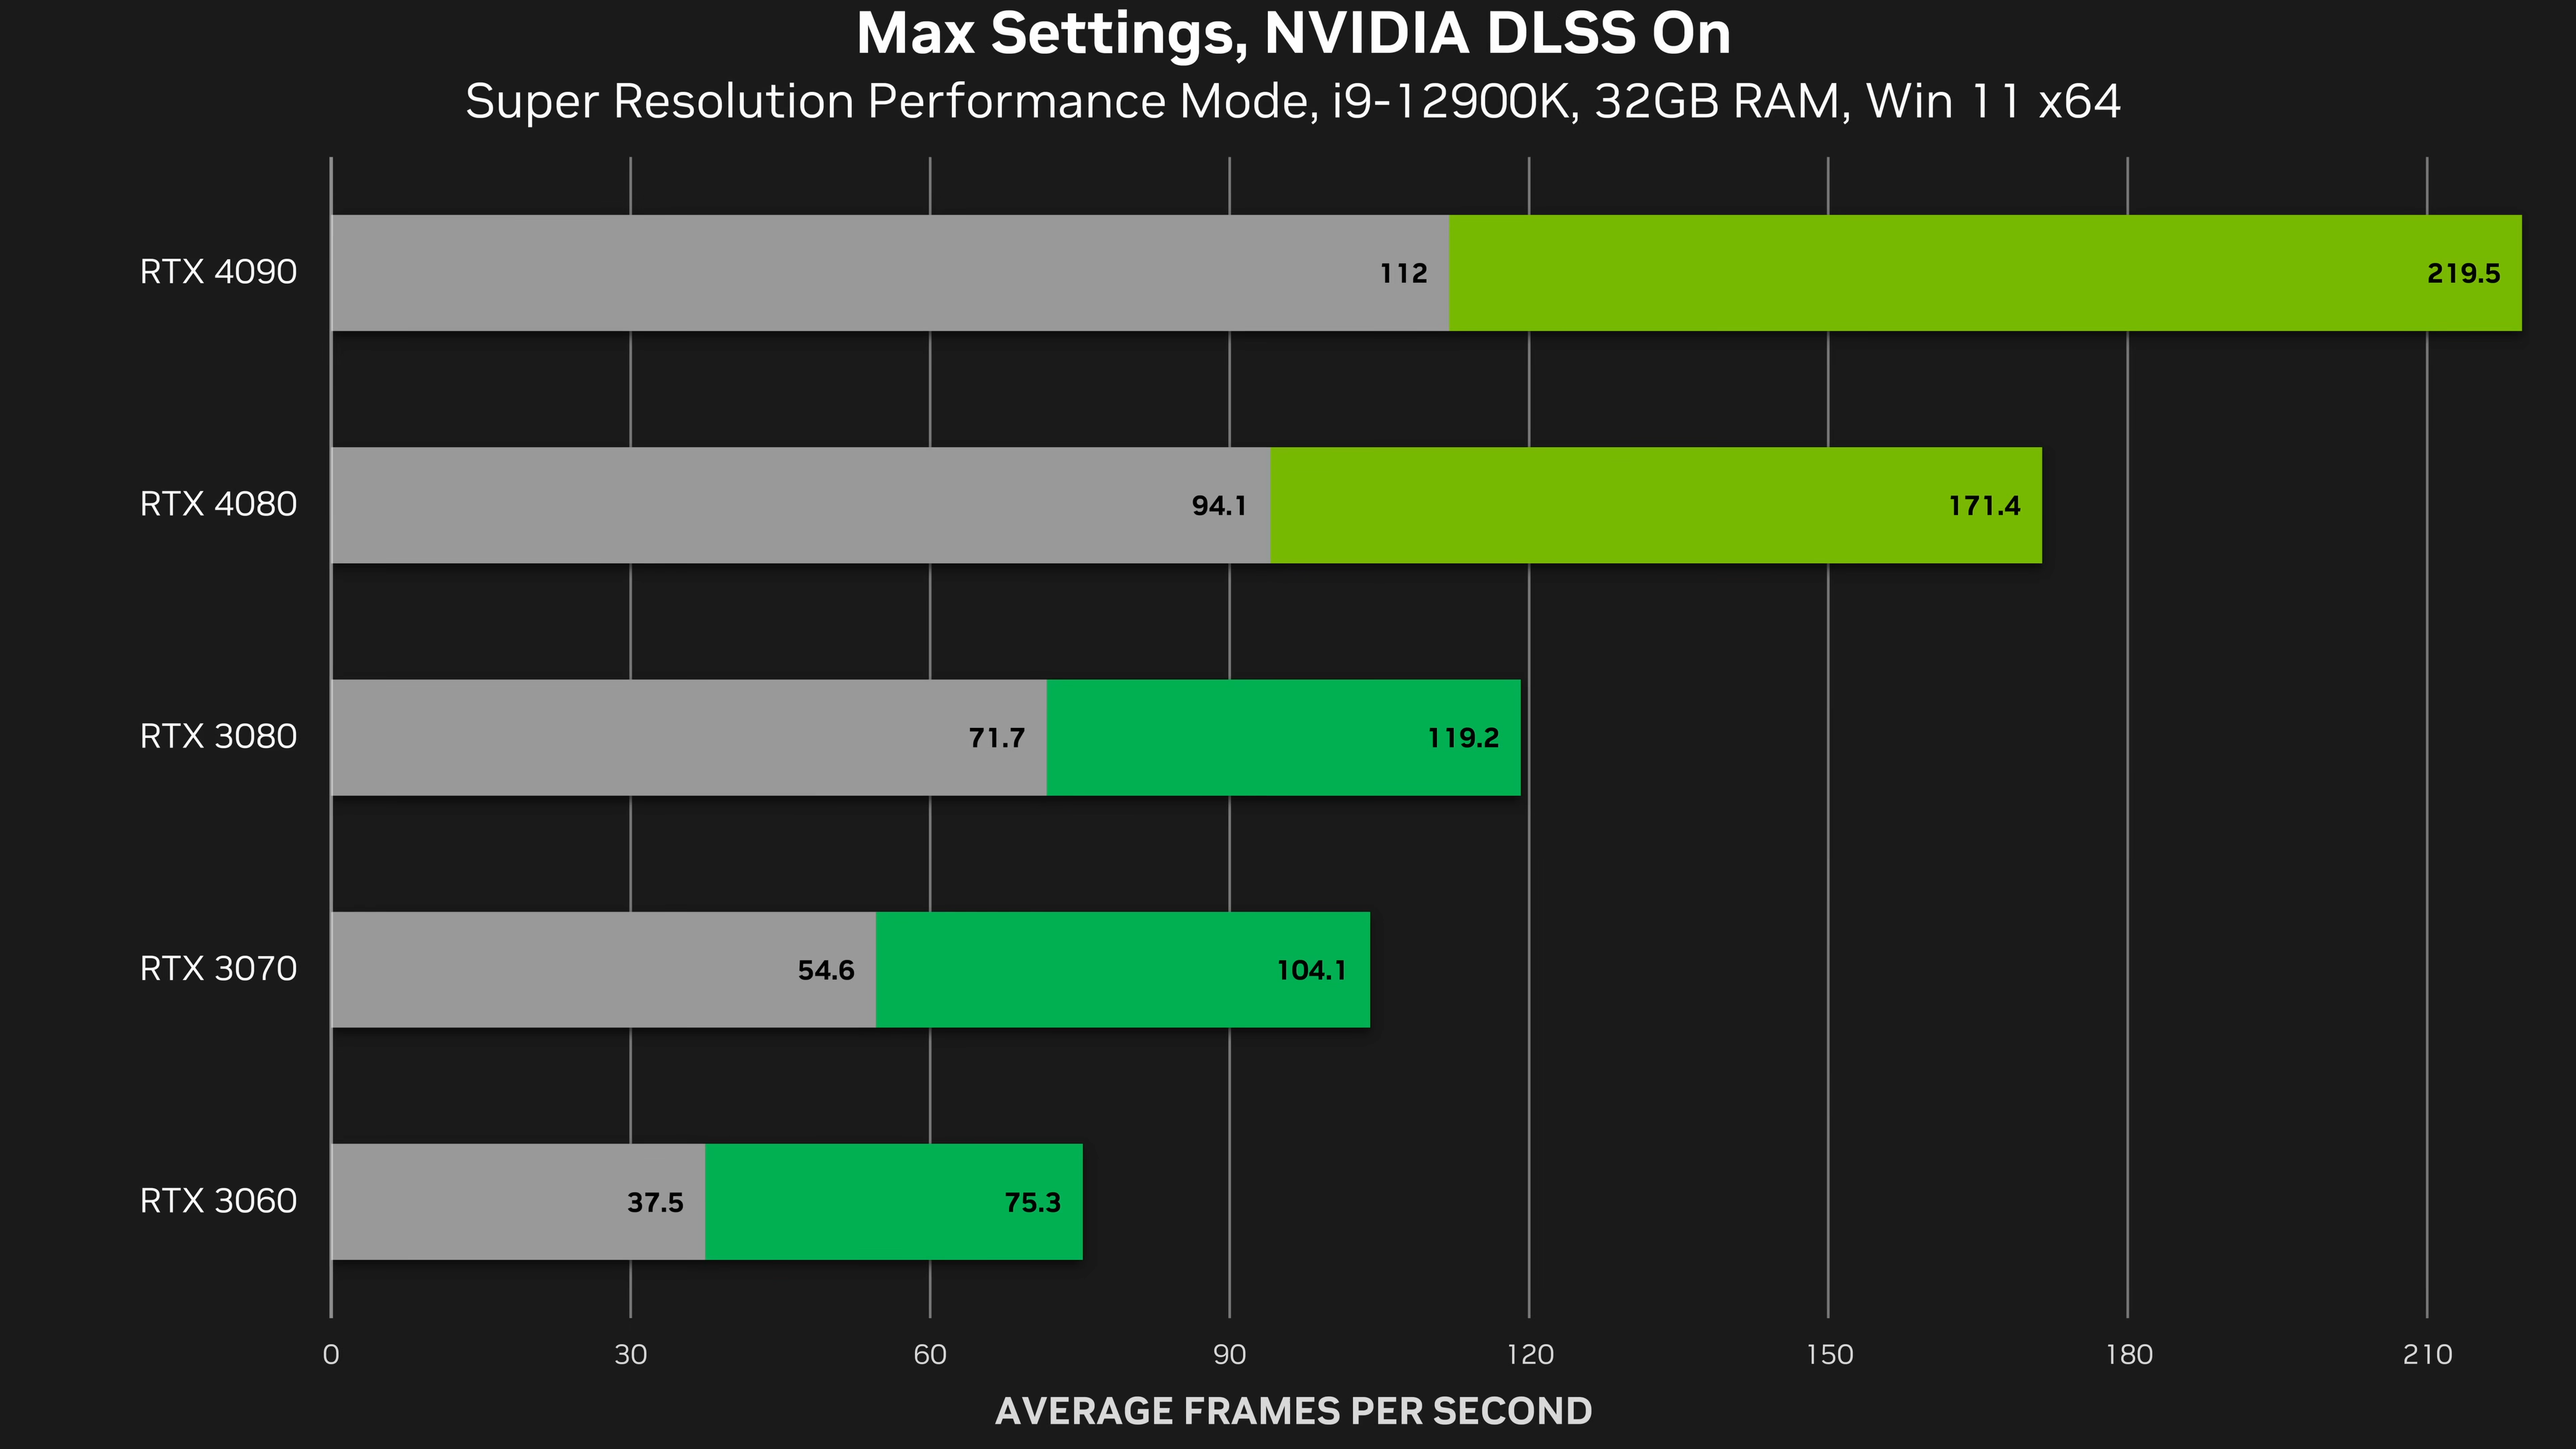 Max Settings, NVIDIA DLSS On
Super Resolution Performance Mode, i9-12900K, 32GB RAM, Win 11 x64
RTX 4090 112 219.5
RTX 4080 94.1 171.4
RTX 3080 71.7 119.2
RTX 3070 54.6 104.1
RTX 3060 37.5 75.3
0 30 60 90 120 150 180 210
AVERAGE FRAMES PER SECOND